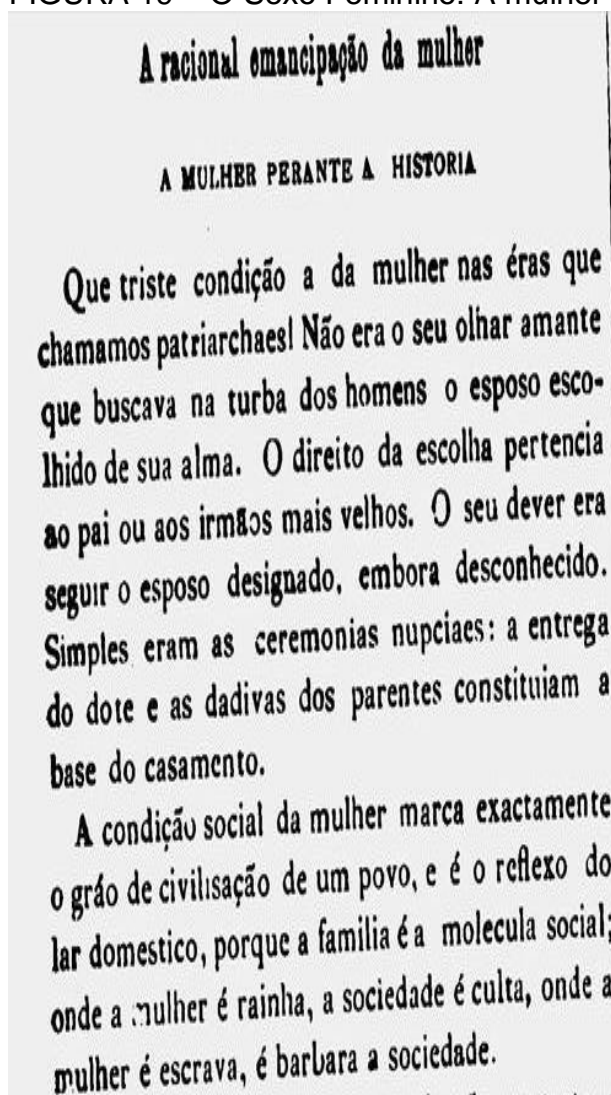 FIGURA 10 – O Sexo Feminino: A mulher
A racional emancipação da mulher
A MULHER PERANTE A HISTORIA
Que triste condição a da mulher nas éras que
chamamos patriarchaes! Não era o seu olhar amante
que buscava na turba dos homens o esposo esco-
lhido de sua alma. O direito da escolha pertencia
ao pai ou aos irmãos mais velhos. O seu dever era
seguir o esposo designado, embora desconhecido.
Simples eram as ceremonias nupciaes: a entrega
do dote e as dadivas dos parentes constituiam a
base do casamento.
A condição social da mulher marca exactamente
o gráo de civilisação de um povo, e é o reflexo do
lar domestico, porque a familia é a molecula social;
onde a mulher é rainha, a sociedade é culta, onde a
mulher é escrava, é barbara a sociedade.